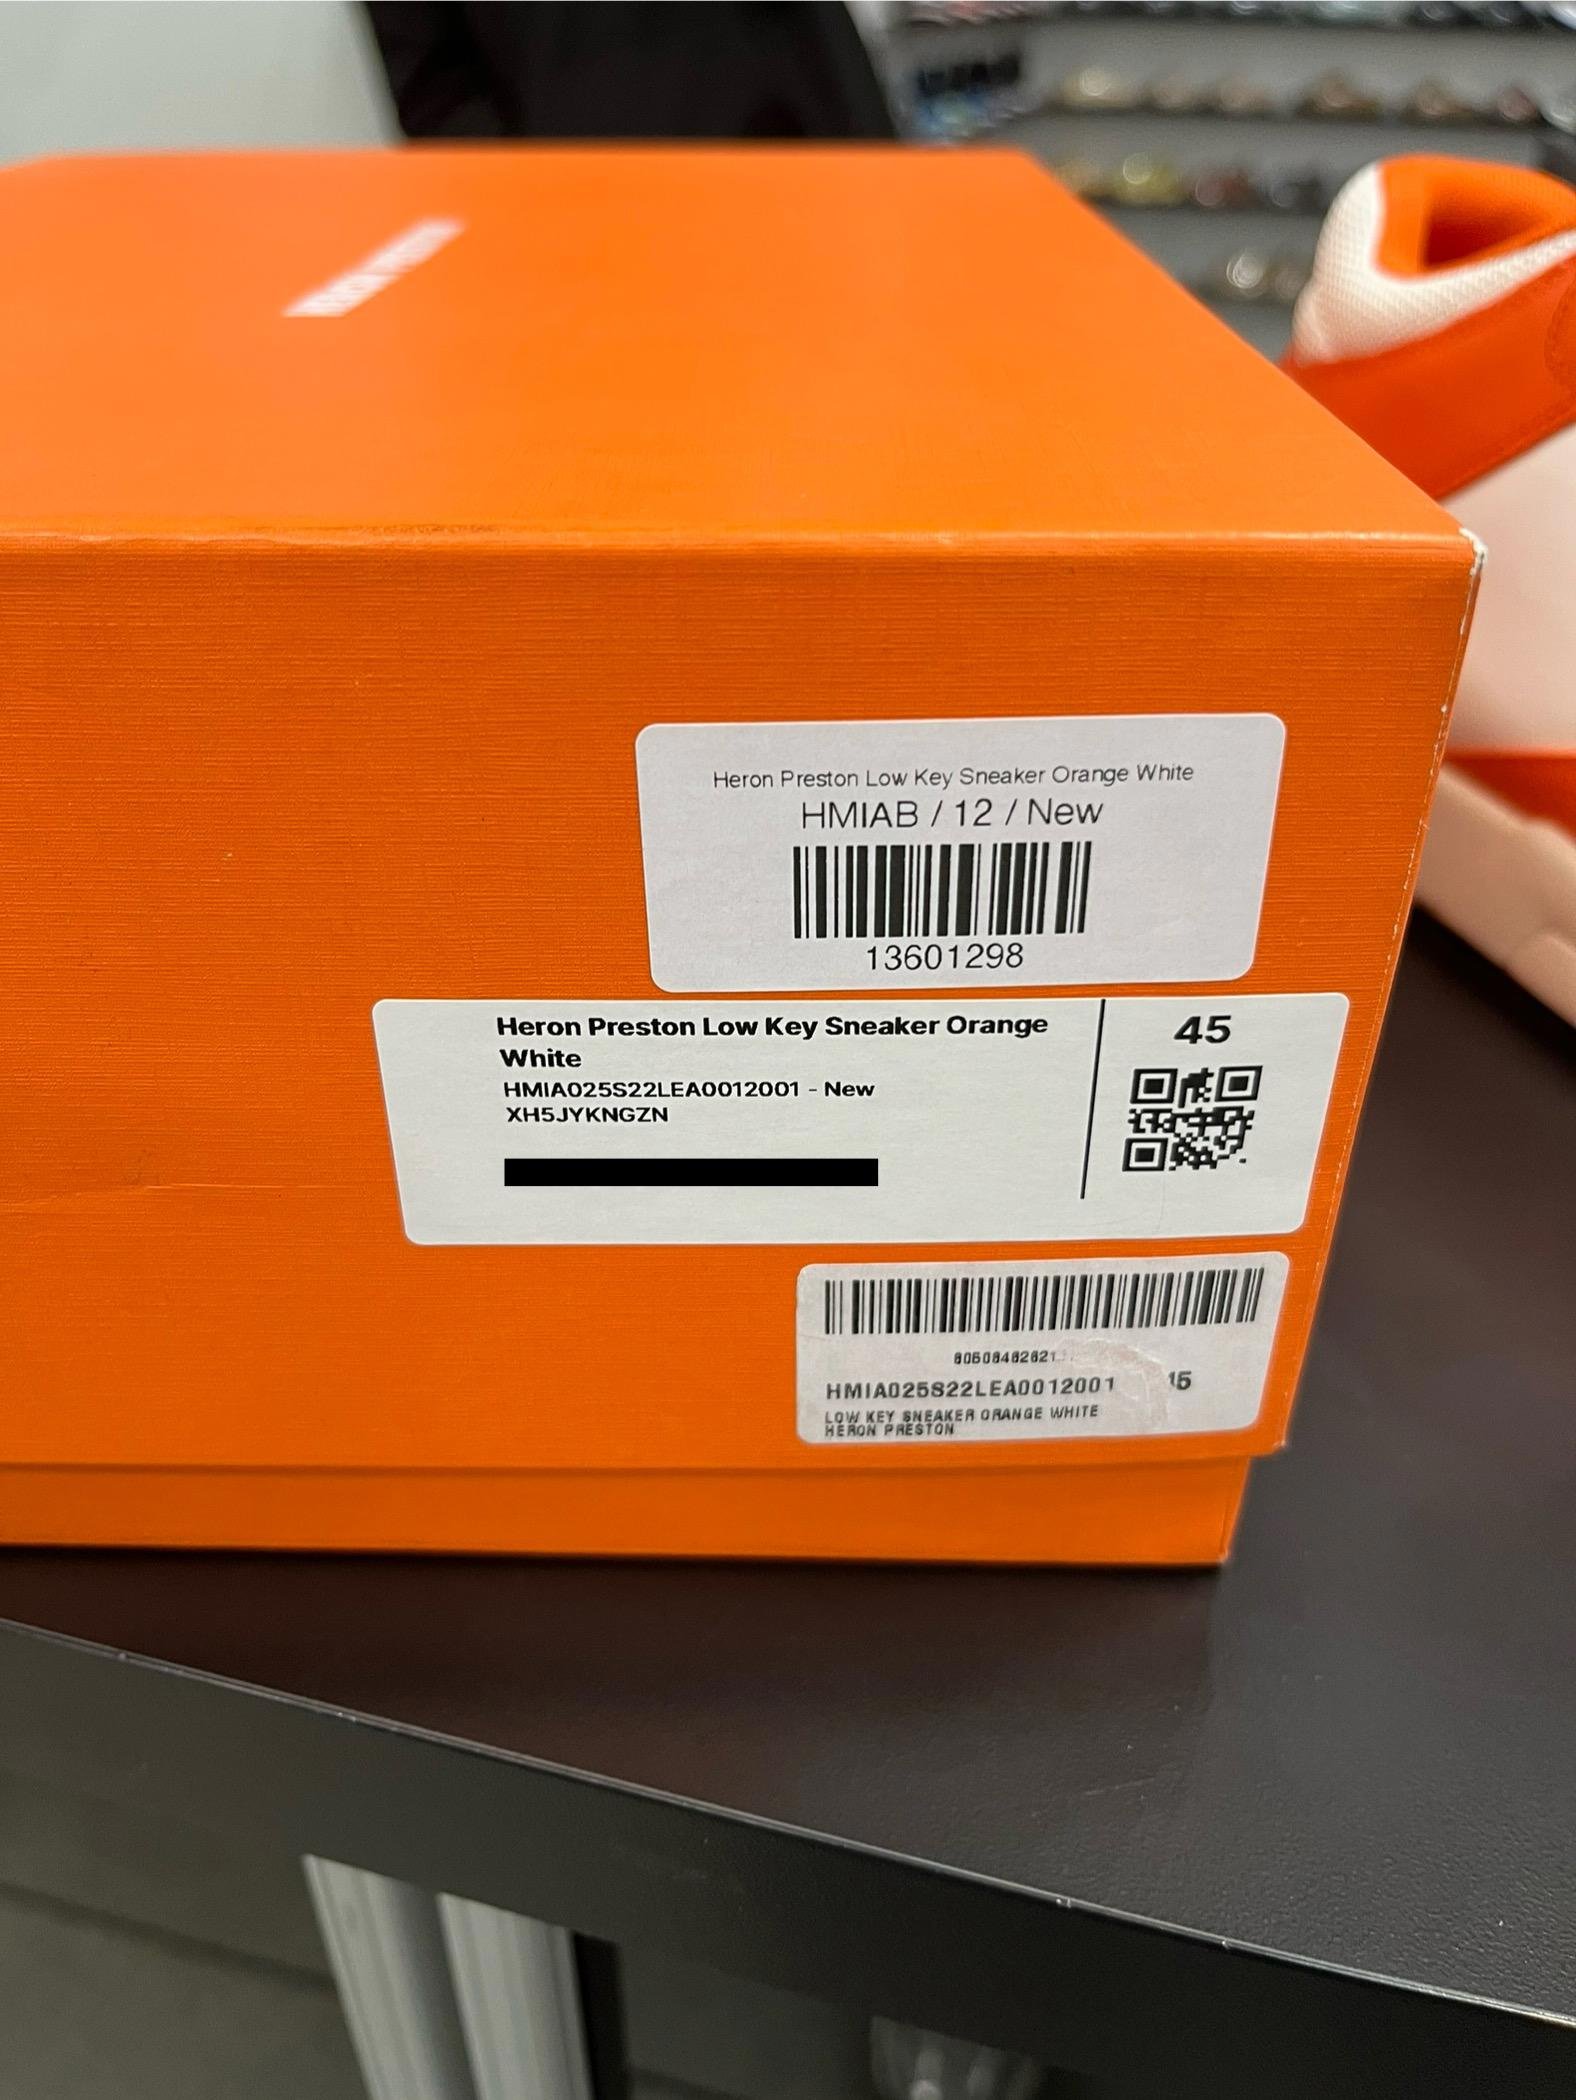 Heron Preston Low Key Sneaker Orange White
HMIAB / 12 / New
13601298
Heron Preston Low Key Sneaker Orange
White
HMIA025S22LEA0012001 - New
XH5JYKNGZN
45
HMIA025S22LEA0012001
LOW KEY SNEAKER ORANGE WHITE
HERON PRESTON